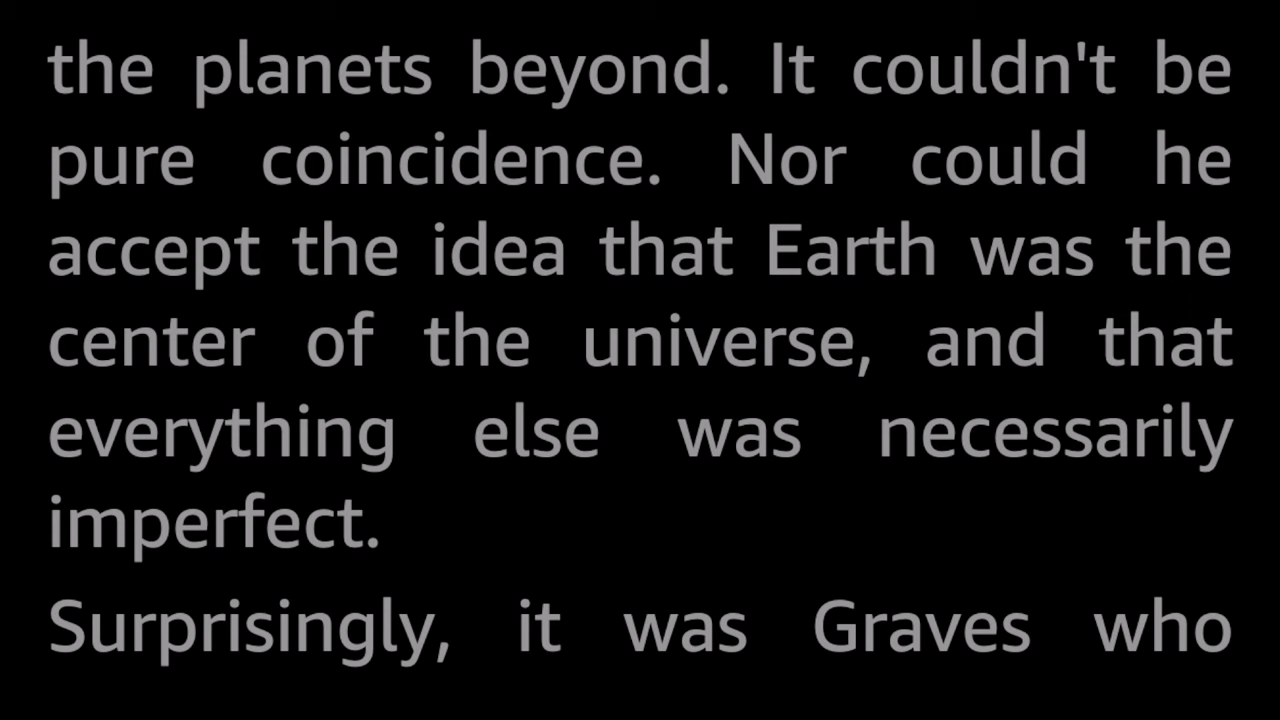 the planets beyond. It couldn't be
pure coincidence. Nor could he
accept the idea that Earth was the
center of the universe, and that
everything else was necessarily
imperfect.
Surprisingly, it was Graves who